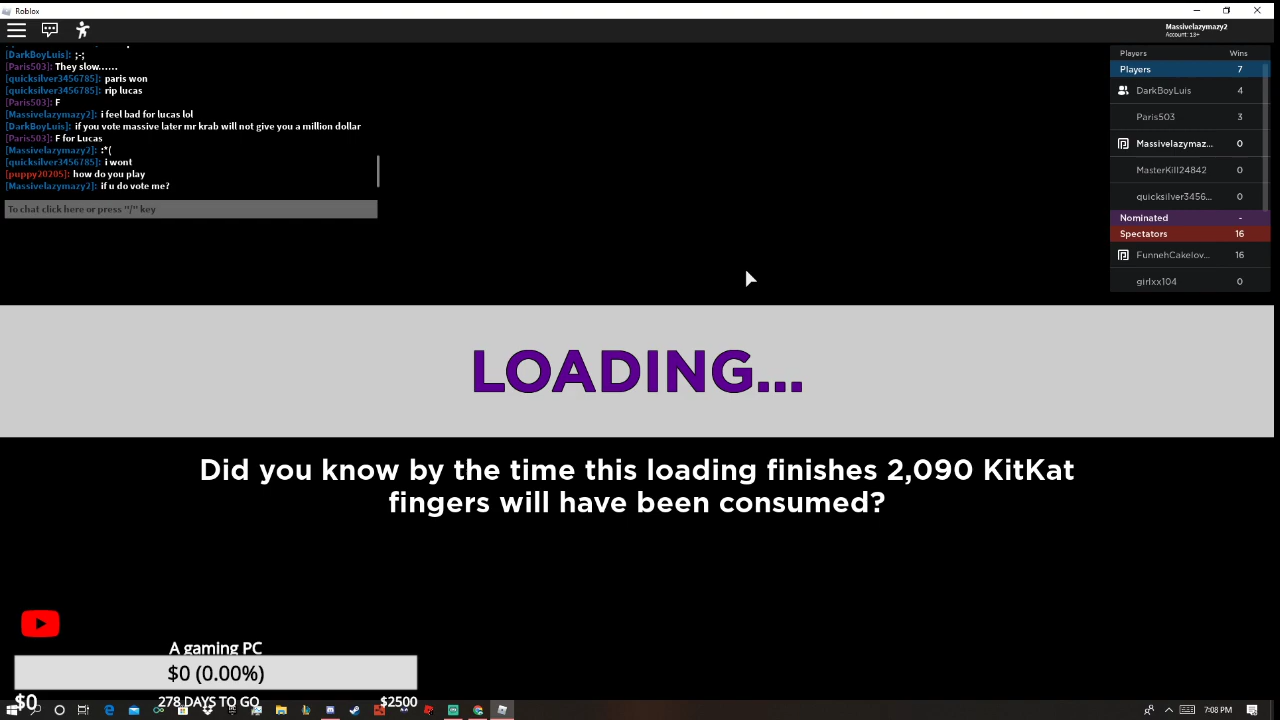 Roblox
Massivelazymazy2
Account: 13+
[DarkBoyLuis]: ;-;
[Paris503]: They slow......
[quicksilver3456785]: paris won
[quicksilver3456785]: rip lucas
[Paris503]: F
[Massivelazymazy2]: i feel bad for lucas lol
[DarkBoyLuis]: if you vote massive later mr krab will not give you a million dollar
[Paris503]: F for Lucas
[Massivelazymazy2]: :*(
[quicksilver3456785]: i wont
[puppy20205]: how do you play
[Massivelazymazy2]: if u do vote me?
To chat click here or press "/" key
Players Wins
Players 7
DarkBoyLuis 4
Paris503 3
Massivelazymaz... 0
MasterKill24842 0
quicksilver3456... 0
Nominated -
Spectators 16
FunnehCakelov... 16
girlxx104 0
LOADING...
Did you know by the time this loading finishes 2,090 KitKat
fingers will have been consumed?
A gaming PC
$0 (0.00%)
$0 278 DAYS TO GO $2500
7:08 PM